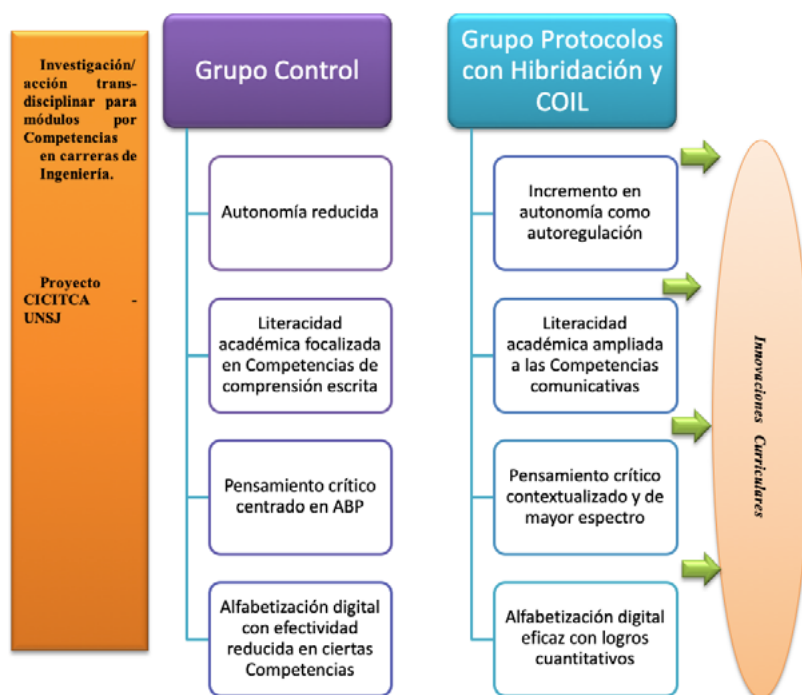 Investigación/
acción trans-
disciplinar para
módulos por
Competencias
en carreras de
Ingeniería.
Proyecto
CICITCA -
UNSJ
Grupo Control
Autonomía reducida
Literacidad
académica focalizada
en Competencias de
comprensión escrita
Pensamiento crítico
centrado en ABP
Alfabetización digital
con efectividad
reducida en ciertas
Competencias
Grupo Protocolos
con Hibridación y
COIL
Incremento en
autonomía como
autoregulación
Literacidad
académica ampliada
a las Competencias
comunicativas
Pensamiento crítico
contextualizado y de
mayor espectro
Alfabetización digital
eficaz con logros
cuantitativos
Innovaciones Curriculares